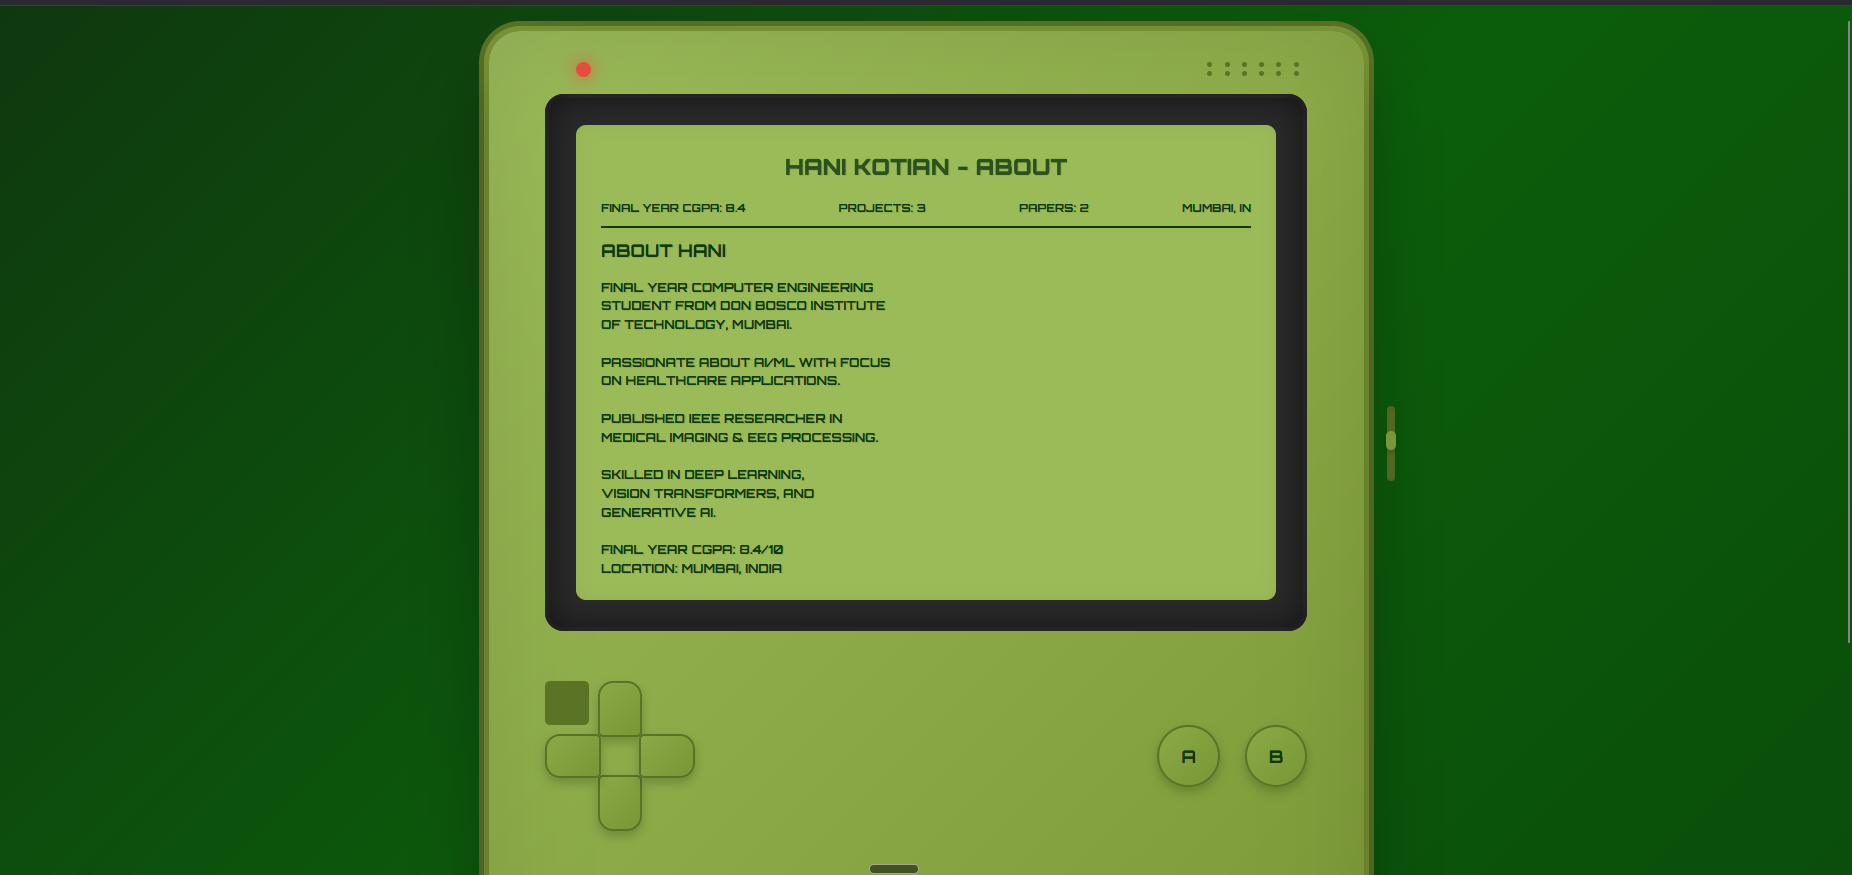 HANI KOTIAN - ABOUT
FINAL YEAR CGPA: 8.4 PROJECTS: 3 PAPERS: 2 MUMBAI, IN
ABOUT HANI
FINAL YEAR COMPUTER ENGINEERING
STUDENT FROM DON BOSCO INSTITUTE
OF TECHNOLOGY, MUMBAI.
PASSIONATE ABOUT AI/ML WITH FOCUS
ON HEALTHCARE APPLICATIONS.
PUBLISHED IEEE RESEARCHER IN
MEDICAL IMAGING & EEG PROCESSING.
SKILLED IN DEEP LEARNING,
VISION TRANSFORMERS, AND
GENERATIVE AI.
FINAL YEAR CGPA: 8.4/10
LOCATION: MUMBAI, INDIA
A B